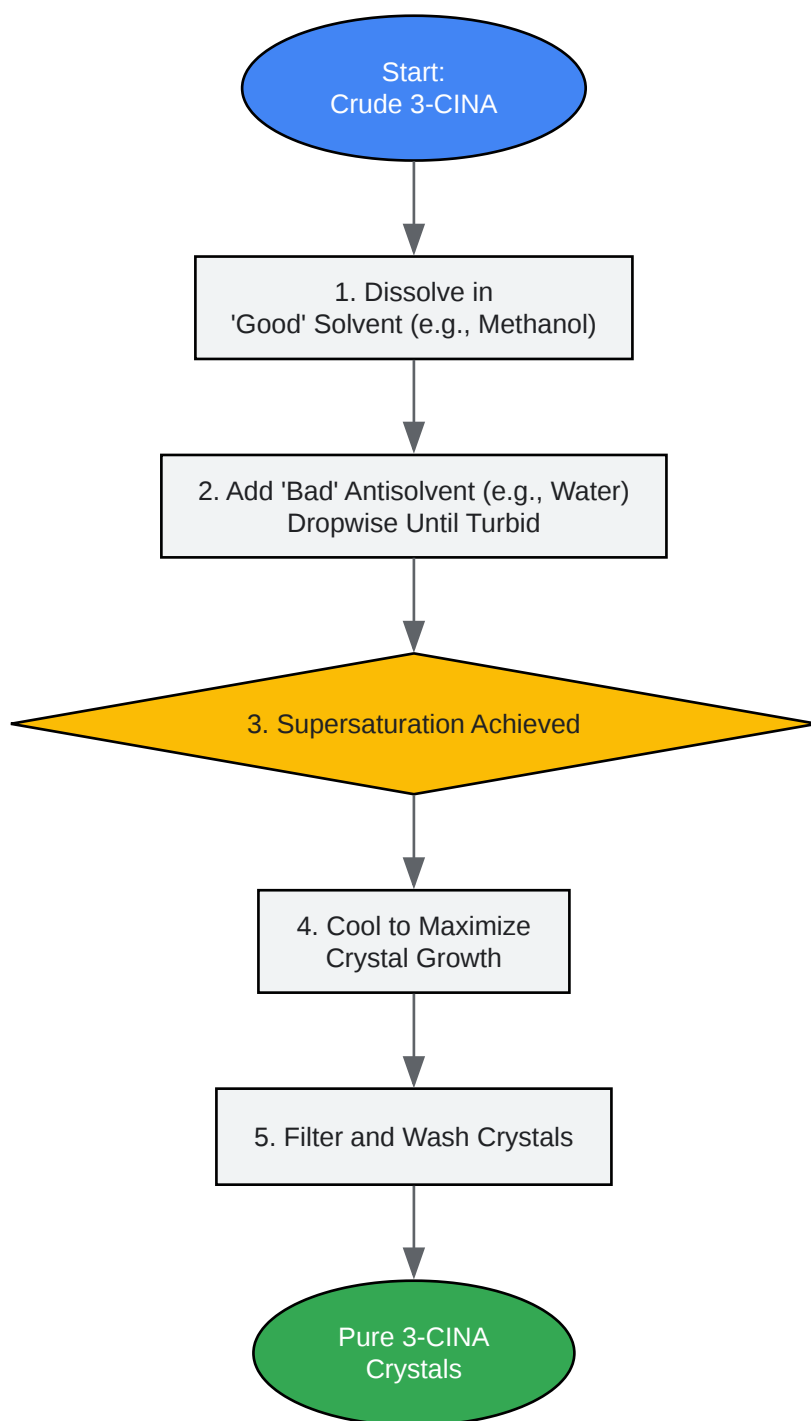 Start:
Crude 3-CINA
1. Dissolve in
'Good' Solvent (e.g., Methanol)
2. Add 'Bad' Antisolvent (e.g., Water)
Dropwise Until Turbid
3. Supersaturation Achieved
4. Cool to Maximize
Crystal Growth
5. Filter and Wash Crystals
Pure 3-CINA
Crystals